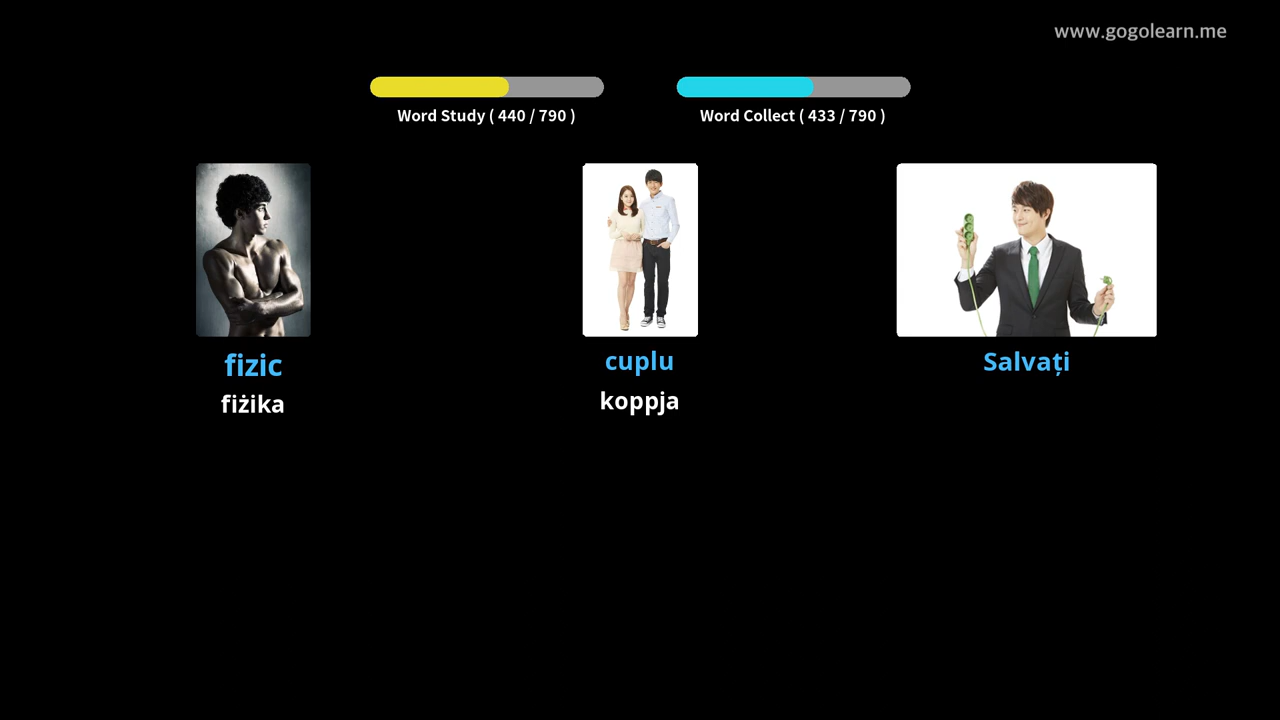 www.gogolearn.me
Word Study ( 440 / 790 )
Word Collect ( 433 / 790 )
fizic
cuplu
Salvați
fiżika
koppja